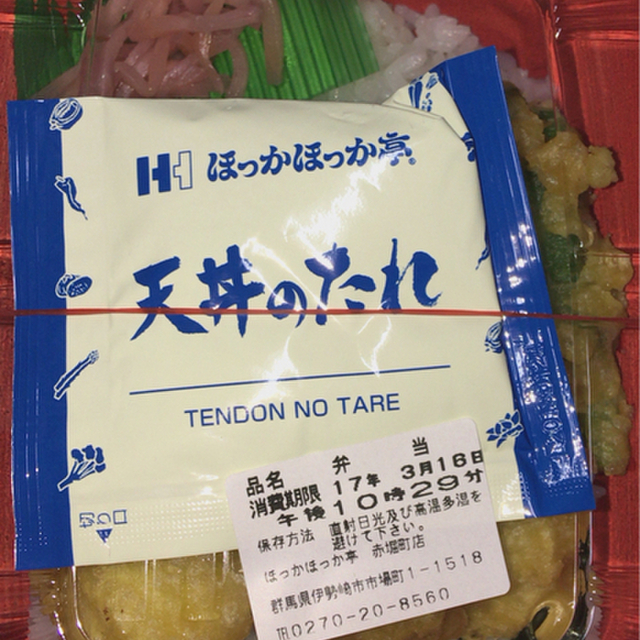 ほっかほっか亭
天丼のたれ
TENDON NO TARE
品名 弁当
消費期限 17年 3月16日
午後10時29分
保存方法 直射日光及び高温多湿を
避けて下さい。
ほっかほっか亭 赤堀町店
群馬県伊勢崎市市場町1-1518
℡0270-20-8560